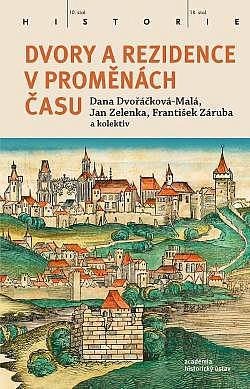 HISTORIE
10. stol.
18. stol.
DVORY A REZIDENCE
V PROMĚNÁCH
ČASU
Dana Dvořáčková-Malá,
Jan Zelenka, František Záruba
a kolektiv
academia
historický ústav